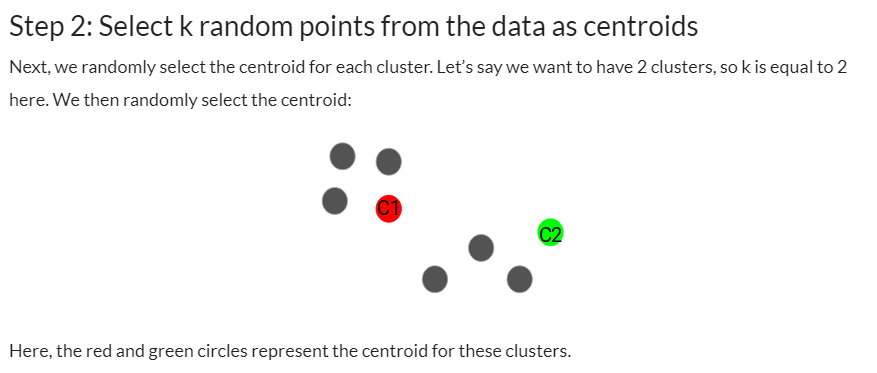 Step 2: Select k random points from the data as centroids
Next, we randomly select the centroid for each cluster. Let’s say we want to have 2 clusters, so k is equal to 2
here. We then randomly select the centroid:
C1
C2
Here, the red and green circles represent the centroid for these clusters.